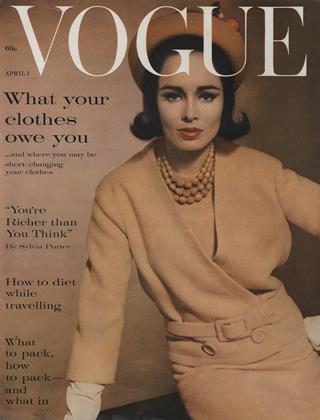 VOGUE
60c
APRIL 1
What your
clothes
owe you
...and where you may be
short-changing
your clothes
"You're
Richer than
You Think"
By Sylvia Porter
How to diet
while
travelling
What
to pack,
how
to pack—
and
what in